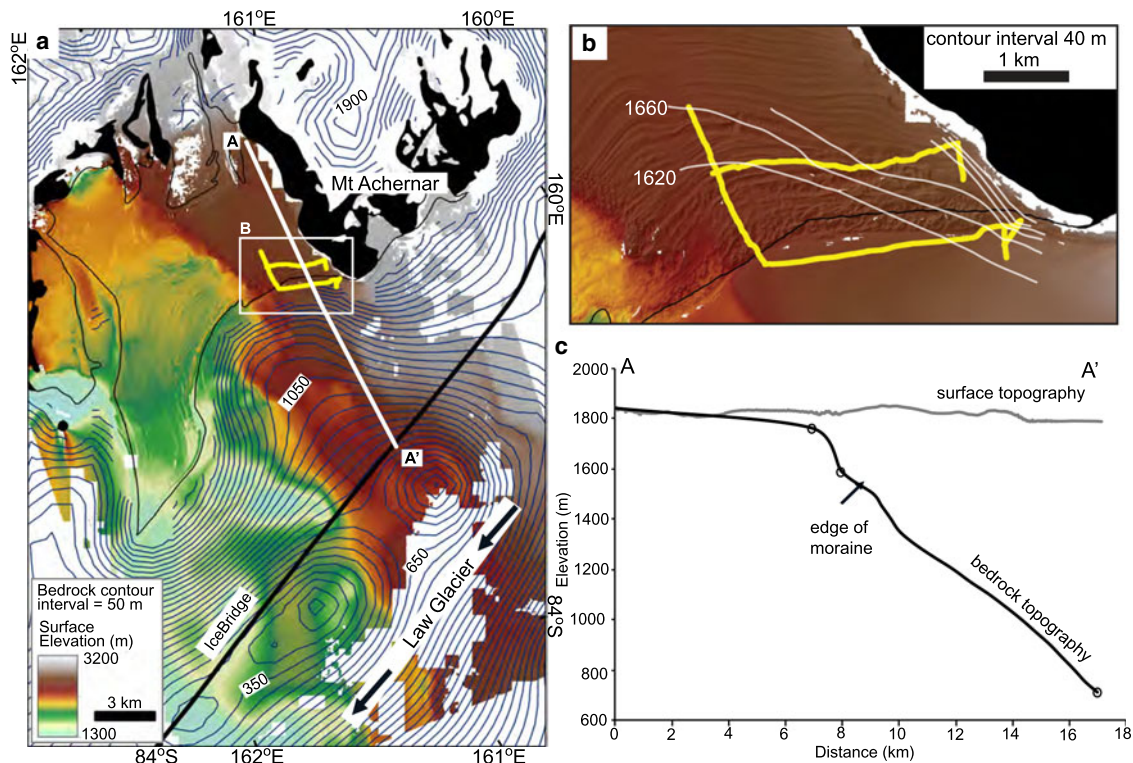 a
161°E
160°E
162°E
1900
A
Mt Achernar
160°E
B
1050
A'
650
Law Glacier
IceBridge
350
84°S
Bedrock contour
interval = 50 m
Surface
Elevation (m)
3200
1300
3 km
84°S
162°E
161°E
b
contour interval 40 m
1 km
1660
1620
c
A
A'
surface topography
edge of
moraine
bedrock topography
Elevation (m)
2000
1800
1600
1400
1200
1000
800
600
0
2
4
6
8
10
12
14
16
18
Distance (km)